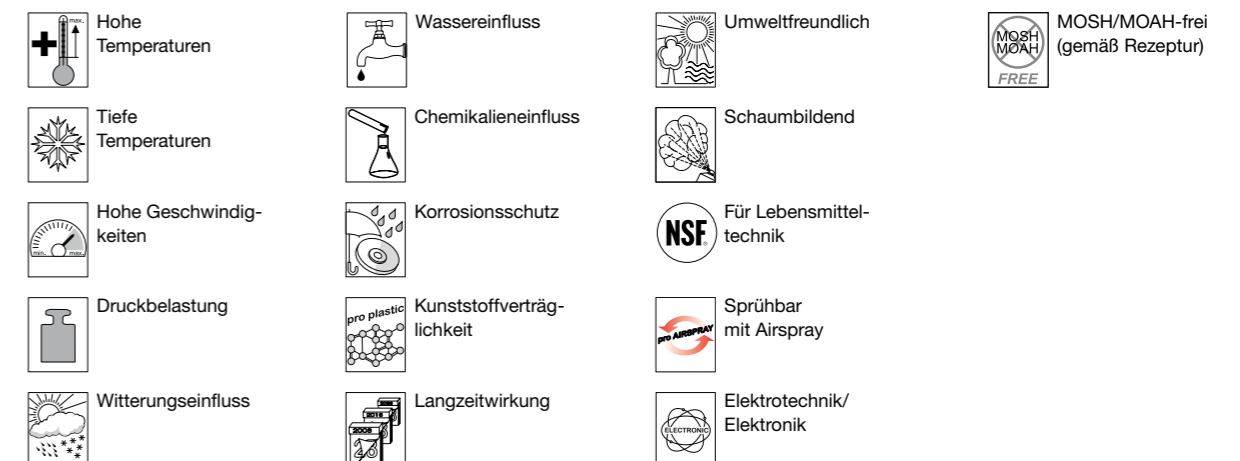 max.
Hohe
Temperaturen
Tiefe
Temperaturen
min. max.
Hohe Geschwindig-
keiten
Druckbelastung
Witterungseinfluss
Wassereinfluss
Chemikalieneinfluss
Korrosionsschutz
pro plastic
Kunststoffverträg-
lichkeit
2016
2006
Langzeitwirkung
Umweltfreundlich
Schaumbildend
NSF®
Für Lebensmittel-
technik
pro AIRSPRAY
Sprühbar
mit Airspray
ELECTRONIC
Elektrotechnik/
Elektronik
MOSH
MOAH
FREE
MOSH/MOAH-frei
(gemäß Rezeptur)